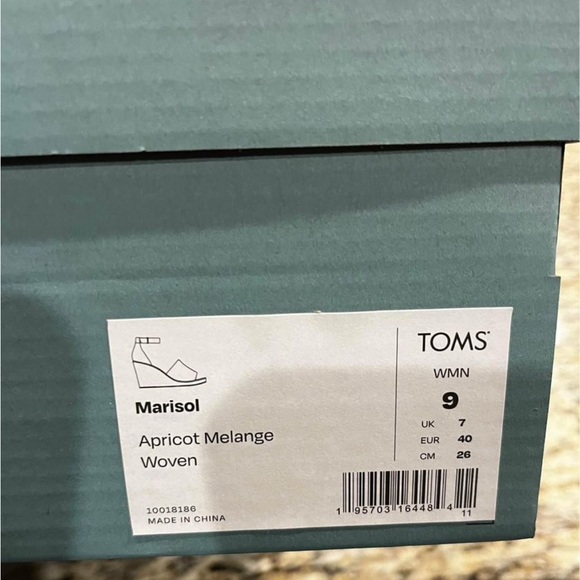 Marisol
Apricot Melange
Woven
10018186
MADE IN CHINA
TOMS
WMN
9
UK 7
EUR 40
CM 26
1 95703 16448 4 11